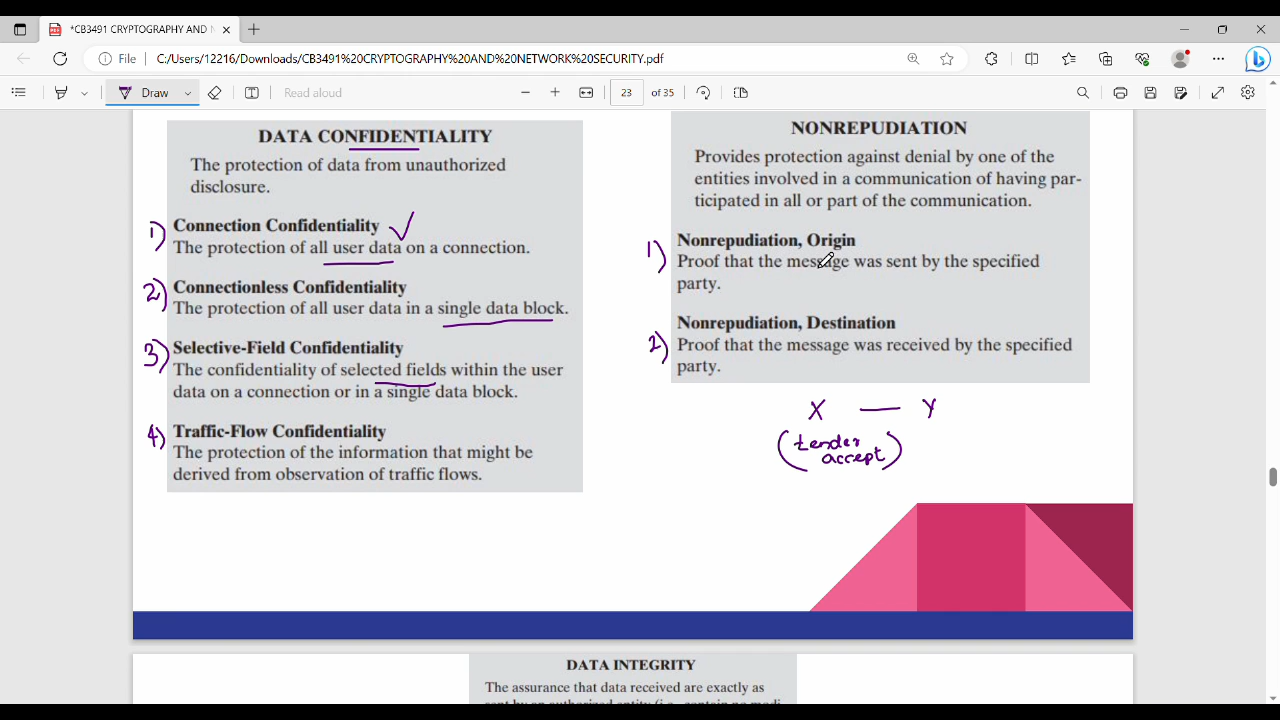 *CB3491 CRYPTOGRAPHY AND N
File
C:/Users/12216/Downloads/CB3491%20CRYPTOGRAPHY%20AND%20NETWORK%20SECURITY.pdf
Draw
Read aloud
23 of 35
DATA CONFIDENTIALITY
The protection of data from unauthorized
disclosure.
1) Connection Confidentiality ✓
The protection of all user data on a connection.
2) Connectionless Confidentiality
The protection of all user data in a single data block.
3) Selective-Field Confidentiality
The confidentiality of selected fields within the user
data on a connection or in a single data block.
4) Traffic-Flow Confidentiality
The protection of the information that might be
derived from observation of traffic flows.
NONREPUDIATION
Provides protection against denial by one of the
entities involved in a communication of having par-
ticipated in all or part of the communication.
1) Nonrepudiation, Origin
Proof that the message was sent by the specified
party.
2) Nonrepudiation, Destination
Proof that the message was received by the specified
party.
X — Y
(tender
accept)
DATA INTEGRITY
The assurance that data received are exactly as
sent by an authorized entity (i.e., contain no modi